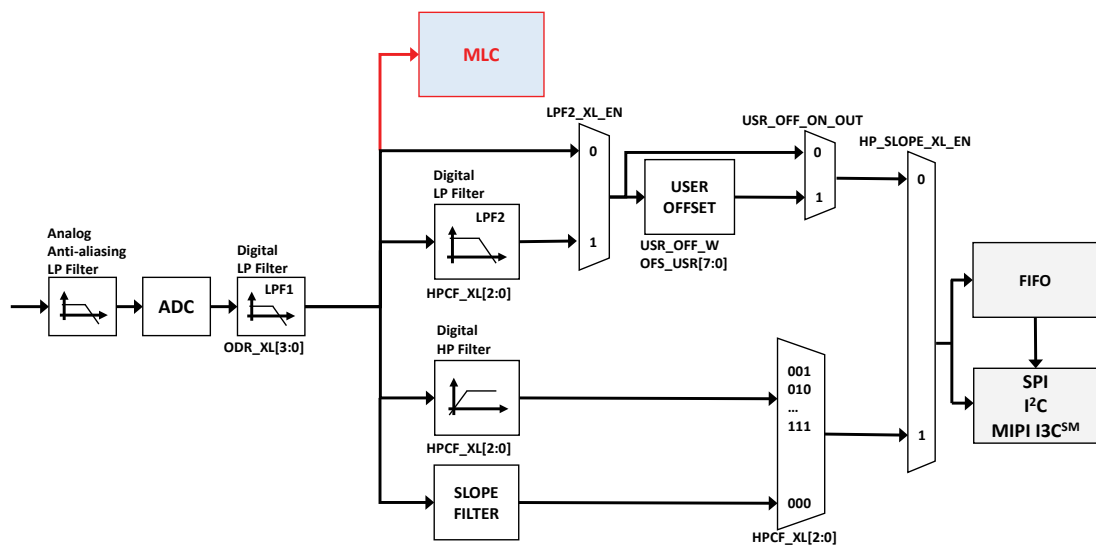 MLC
LPF2_XL_EN
0
1
USR_OFF_ON_OUT
0
1
HP_SLOPE_XL_EN
0
1
Digital
LP Filter
LPF2
HPCF_XL[2:0]
USER
OFFSET
USR_OFF_W
OFS_USR[7:0]
Analog
Anti-aliasing
LP Filter
ADC
Digital
LP Filter
LPF1
ODR_XL[3:0]
FIFO
SPI
I²C
MIPI I3Cˢᴹ
Digital
HP Filter
HPCF_XL[2:0]
001
010
...
111
000
HPCF_XL[2:0]
SLOPE
FILTER